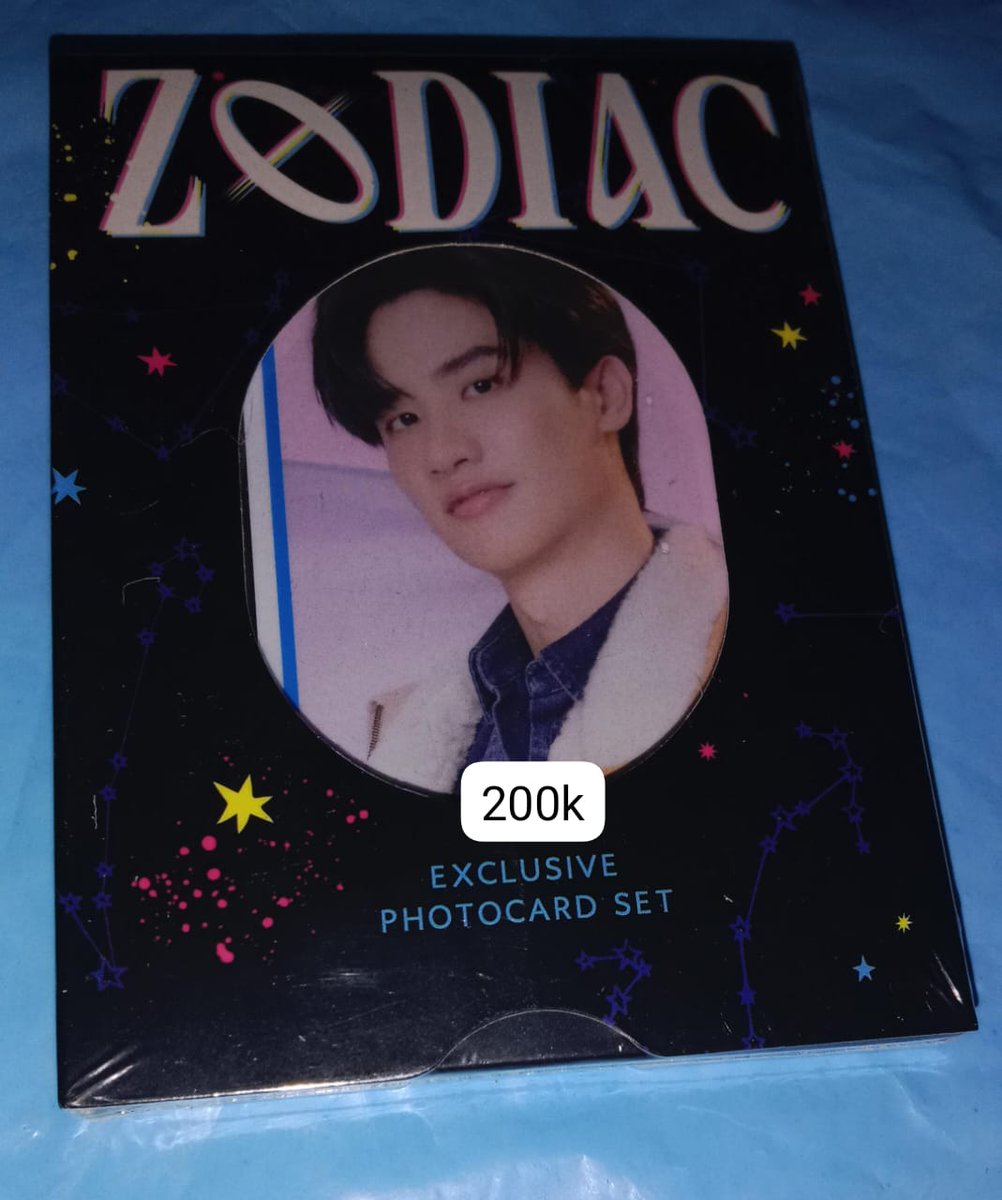 ZODIAC
200k
EXCLUSIVE
PHOTOCARD SET